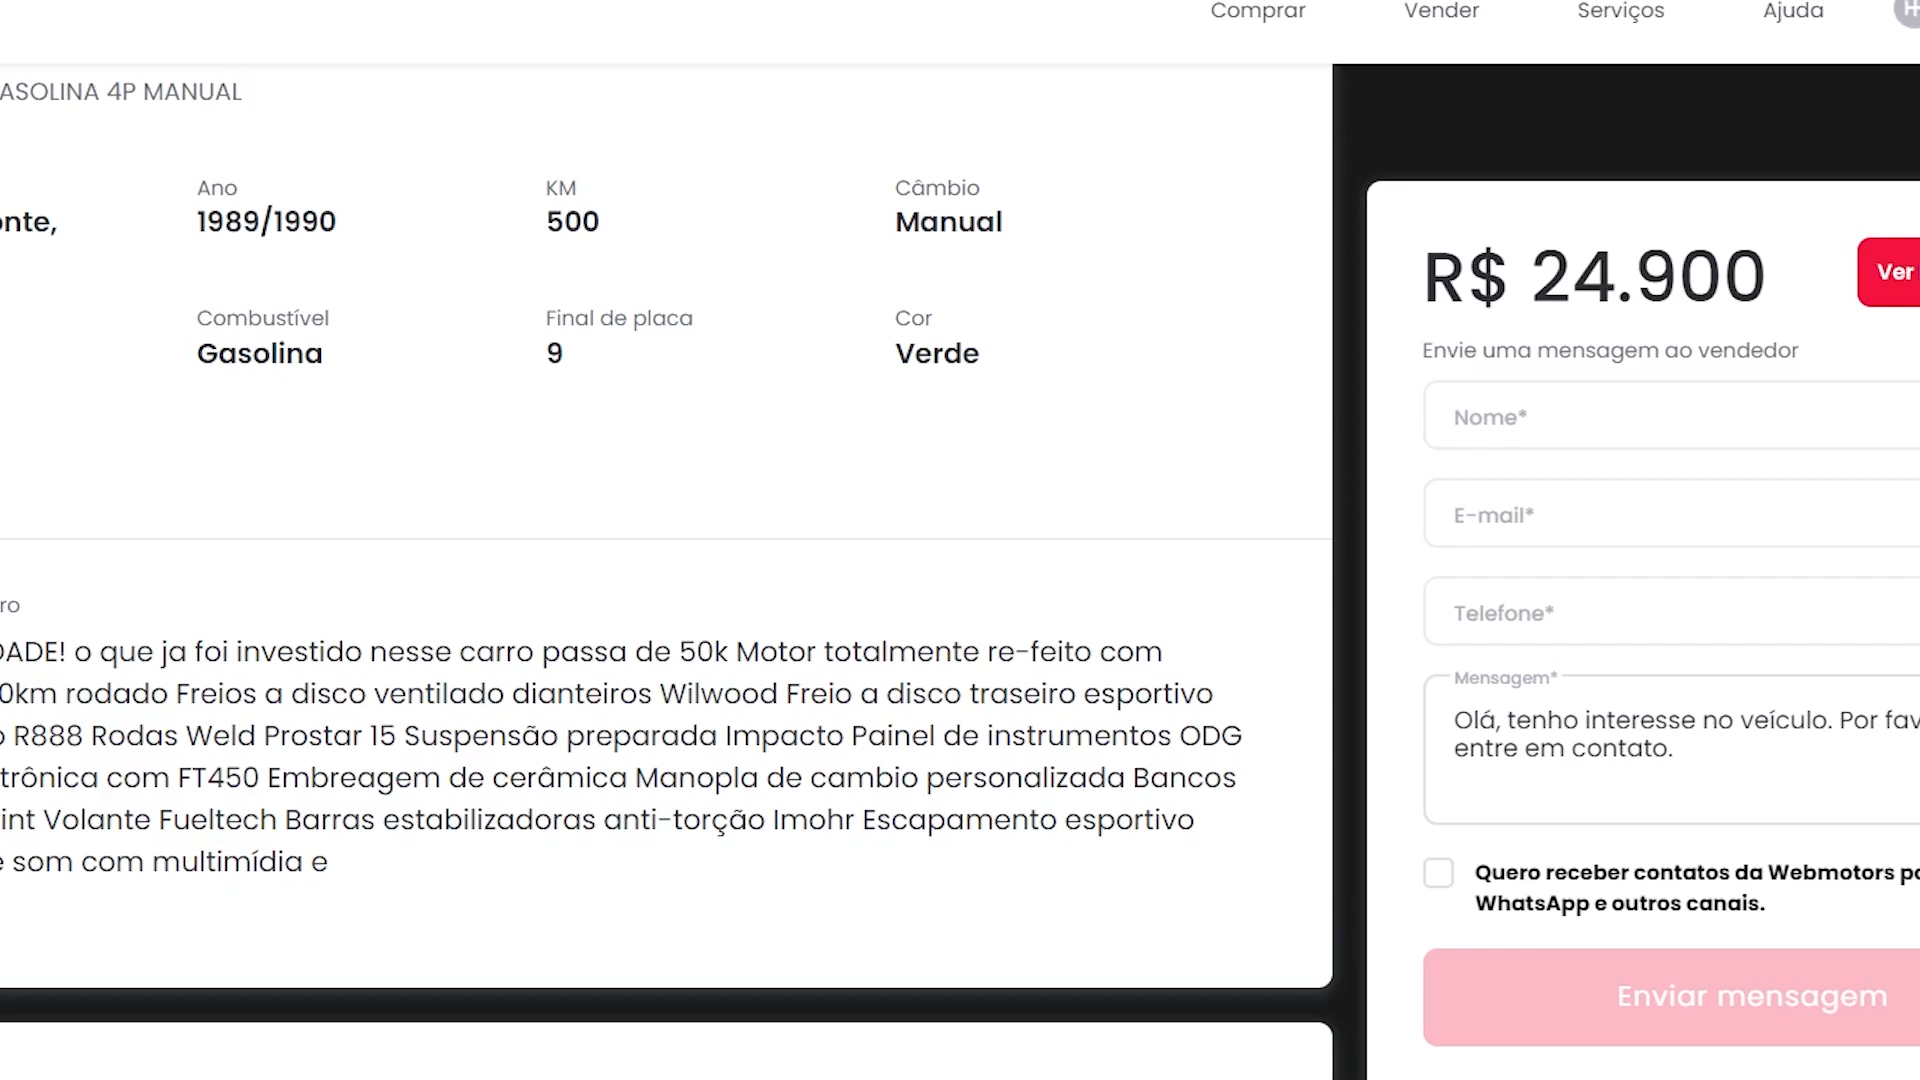 Comprar Vender Serviços Ajuda
ASOLINA 4P MANUAL
Ano KM Câmbio
onte, 1989/1990 500 Manual
Combustível Final de placa Cor
Gasolina 9 Verde
ro
DADE! o que ja foi investido nesse carro passa de 50k Motor totalmente re-feito com
0km rodado Freios a disco ventilado dianteiros Wilwood Freio a disco traseiro esportivo
o R888 Rodas Weld Prostar 15 Suspensão preparada Impacto Painel de instrumentos ODG
trônica com FT450 Embreagem de cerâmica Manopla de cambio personalizada Bancos
int Volante Fueltech Barras estabilizadoras anti-torção Imohr Escapamento esportivo
e som com multimídia e
R$ 24.900 Ver
Envie uma mensagem ao vendedor
Nome*
E-mail*
Telefone*
Mensagem*
Olá, tenho interesse no veículo. Por fav
entre em contato.
Quero receber contatos da Webmotors po
WhatsApp e outros canais.
Enviar mensagem